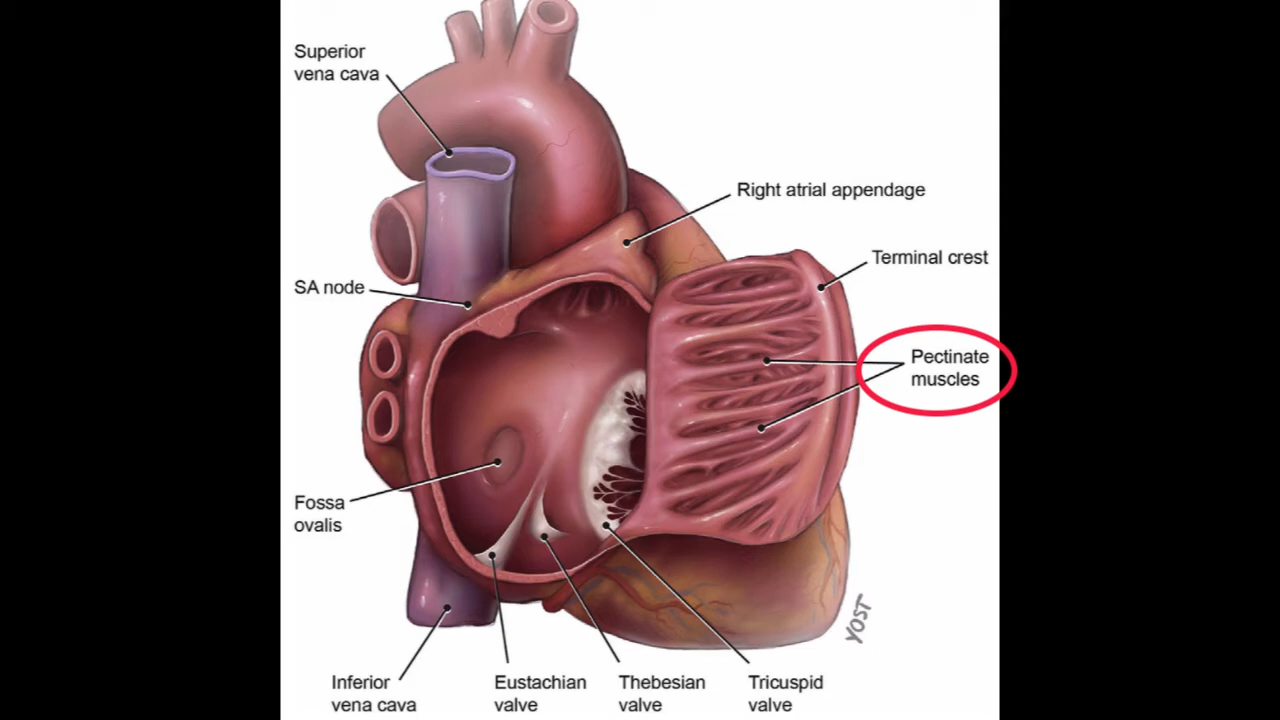 Superior
vena cava
Right atrial appendage
Terminal crest
SA node
Pectinate
muscles
Fossa
ovalis
YOST
Inferior
vena cava
Eustachian
valve
Thebesian
valve
Tricuspid
valve